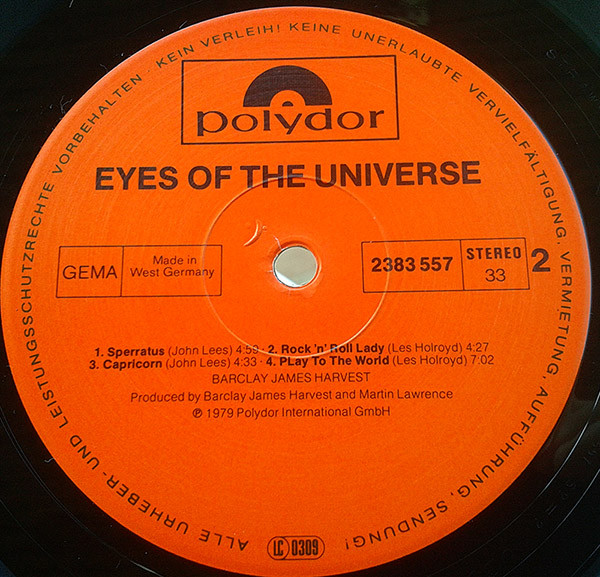 ALLE URHEBER- UND LEISTUNGSSCHUTZRECHTE VORBEHALTEN · KEIN VERLEIH! KEINE UNERLAUBTE VERVIELFÄLTIGUNG, VERMIETUNG, AUFFÜHRUNG, SENDUNG!
polydor
EYES OF THE UNIVERSE
GEMA
Made in
West Germany
2383 557
STEREO
33
2
1. Sperratus (John Lees) 4:59 · 2. Rock 'n' Roll Lady (Les Holroyd) 4:27
3. Capricorn (John Lees) 4:33 · 4. PLay To The World (Les Holroyd) 7:02
BARCLAY JAMES HARVEST
Produced by Barclay James Harvest and Martin Lawrence
℗ 1979 Polydor International GmbH
LC 0309